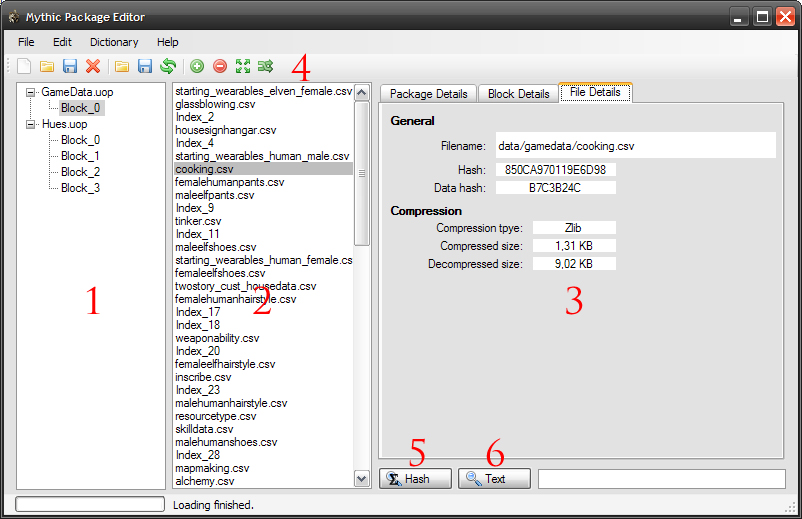 Mythic Package Editor
File Edit Dictionary Help
4
GameData.uop
Block_0
Hues.uop
Block_0
Block_1
Block_2
Block_3
1
starting_wearables_elven_female.csv
glassblowing.csv
Index_2
housesignhangar.csv
Index_4
starting_wearables_human_male.csv
cooking.csv
femalehumanpants.csv
maleelfpants.csv
Index_9
tinker.csv
Index_11
maleelfshoes.csv
starting_wearables_human_female.cs
femaleelfshoes.csv
twostory_cust_housedata.csv
femalehumanhairstyle.csv
Index_17
Index_18
weaponability.csv
Index_20
femaleelfhairstyle.csv
inscribe.csv
Index_23
malehumanhairstyle.csv
resourcetype.csv
skilldata.csv
malehumanshoes.csv
Index_28
mapmaking.csv
alchemy.csv
2
Package Details Block Details File Details
General
Filename: data/gamedata/cooking.csv
Hash: 850CA970119E6D98
Data hash: B7C3B24C
Compression
Compression tpye: Zlib
Compressed size: 1,31 KB
Decompressed size: 9,02 KB
3
5 6
Hash Text
Loading finished.